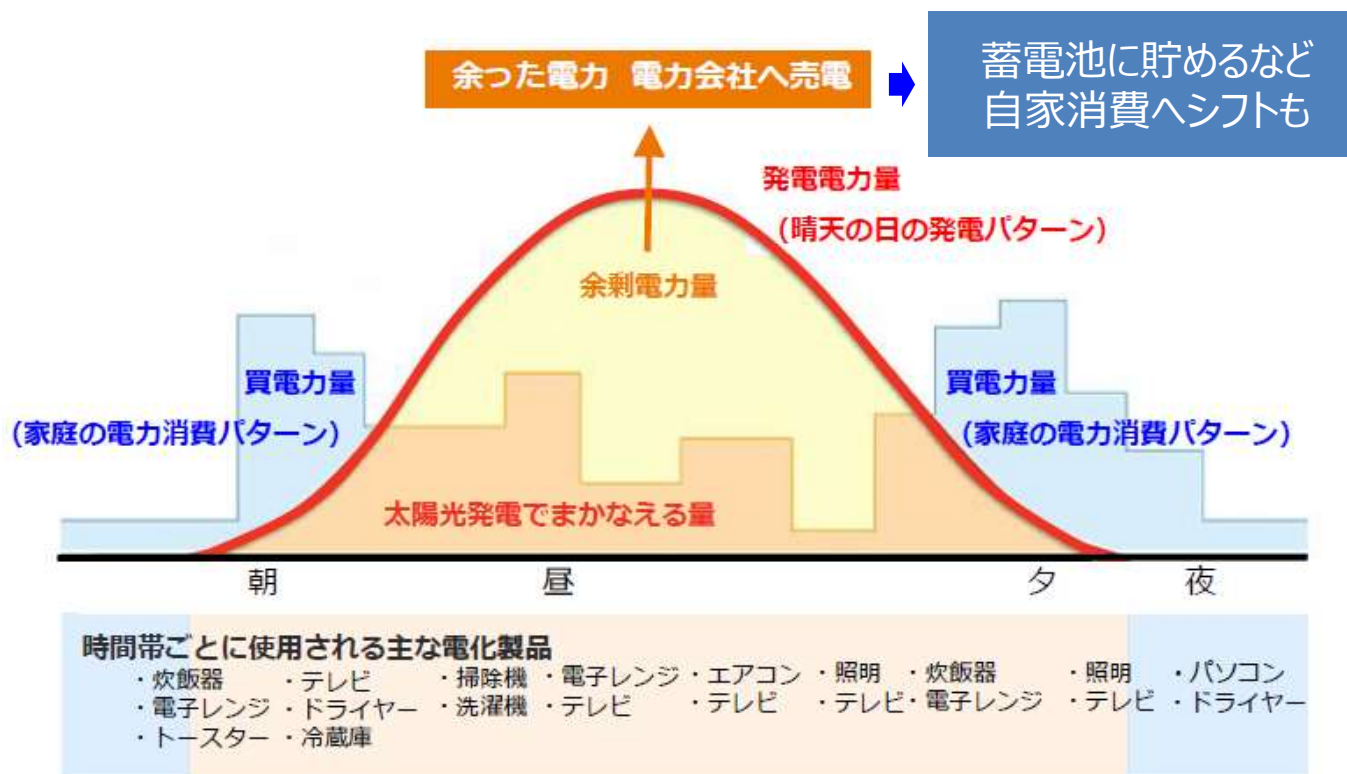 余った電力 電力会社へ売電
蓄電池に貯めるなど
自家消費へシフトも
発電電力量
(晴天の日の発電パターン)
余剰電力量
買電力量
(家庭の電力消費パターン)
買電力量
(家庭の電力消費パターン)
太陽光発電でまかなえる量
朝 昼 夕 夜
時間帯ごとに使用される主な電化製品
・炊飯器 ・テレビ ・掃除機 ・電子レンジ ・エアコン ・照明 ・炊飯器 ・照明 ・パソコン
・電子レンジ ・ドライヤー ・洗濯機 ・テレビ ・テレビ ・テレビ ・電子レンジ ・テレビ ・ドライヤー
・トースター ・冷蔵庫